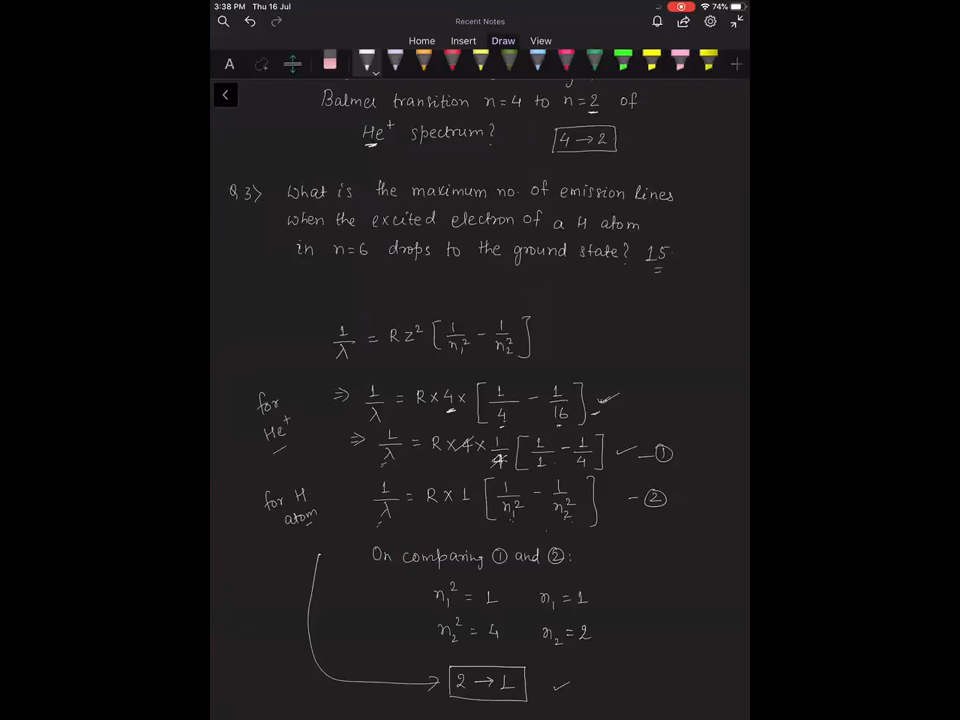 3:38 PM Thu 16 Jul
74%
Recent Notes
Home Insert Draw View
A
Balmer transition n=4 to n=2 of
He⁺ spectrum? 4 → 2
Q3> What is the maximum no. of emission lines
when the excited electron of a H atom
in n=6 drops to the ground state? 15
1/λ = RZ² [1/n₁² − 1/n₂²]
for He⁺
⇒ 1/λ = R×4× [1/4 − 1/16] ✓
⇒ 1/λ = R×4×1/4 [1/1 − 1/4] ✓ — ①
for H atom
1/λ = R×1 [1/n₁² − 1/n₂²] − ②
On comparing ① and ②:
n₁² = 1 n₁ = 1
n₂² = 4 n₂ = 2
2 → 1 ✓